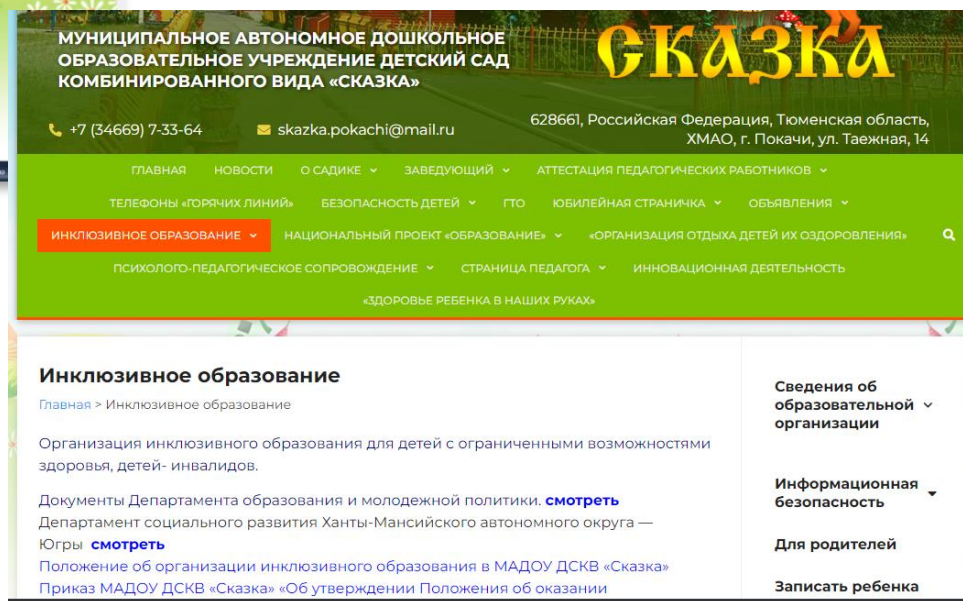 МУНИЦИПАЛЬНОЕ АВТОНОМНОЕ ДОШКОЛЬНОЕ
ОБРАЗОВАТЕЛЬНОЕ УЧРЕЖДЕНИЕ ДЕТСКИЙ САД
КОМБИНИРОВАННОГО ВИДА «СКАЗКА»
СКАЗКА
+7 (34669) 7-33-64
skazka.pokachi@mail.ru
628661, Российская Федерация, Тюменская область,
ХМАО, г. Покачи, ул. Таежная, 14
ГЛАВНАЯ НОВОСТИ О САДИКЕ ЗАВЕДУЮЩИЙ АТТЕСТАЦИЯ ПЕДАГОГИЧЕСКИХ РАБОТНИКОВ
ТЕЛЕФОНЫ «ГОРЯЧИХ ЛИНИЙ» БЕЗОПАСНОСТЬ ДЕТЕЙ ГТО ЮБИЛЕЙНАЯ СТРАНИЧКА ОБЪЯВЛЕНИЯ
ИНКЛЮЗИВНОЕ ОБРАЗОВАНИЕ НАЦИОНАЛЬНЫЙ ПРОЕКТ «ОБРАЗОВАНИЕ» «ОРГАНИЗАЦИЯ ОТДЫХА ДЕТЕЙ ИХ ОЗДОРОВЛЕНИЯ»
ПСИХОЛОГО-ПЕДАГОГИЧЕСКОЕ СОПРОВОЖДЕНИЕ СТРАНИЦА ПЕДАГОГА ИННОВАЦИОННАЯ ДЕЯТЕЛЬНОСТЬ
«ЗДОРОВЬЕ РЕБЕНКА В НАШИХ РУКАХ»
Инклюзивное образование
Главная > Инклюзивное образование
Организация инклюзивного образования для детей с ограниченными возможностями
здоровья, детей- инвалидов.
Документы Департамента образования и молодежной политики. смотреть
Департамент социального развития Ханты-Мансийского автономного округа —
Югры смотреть
Положение об организации инклюзивного образования в МАДОУ ДСКВ «Сказка»
Приказ МАДОУ ДСКВ «Сказка» «Об утверждении Положения об оказании
Сведения об
образовательной
организации
Информационная
безопасность
Для родителей
Записать ребенка